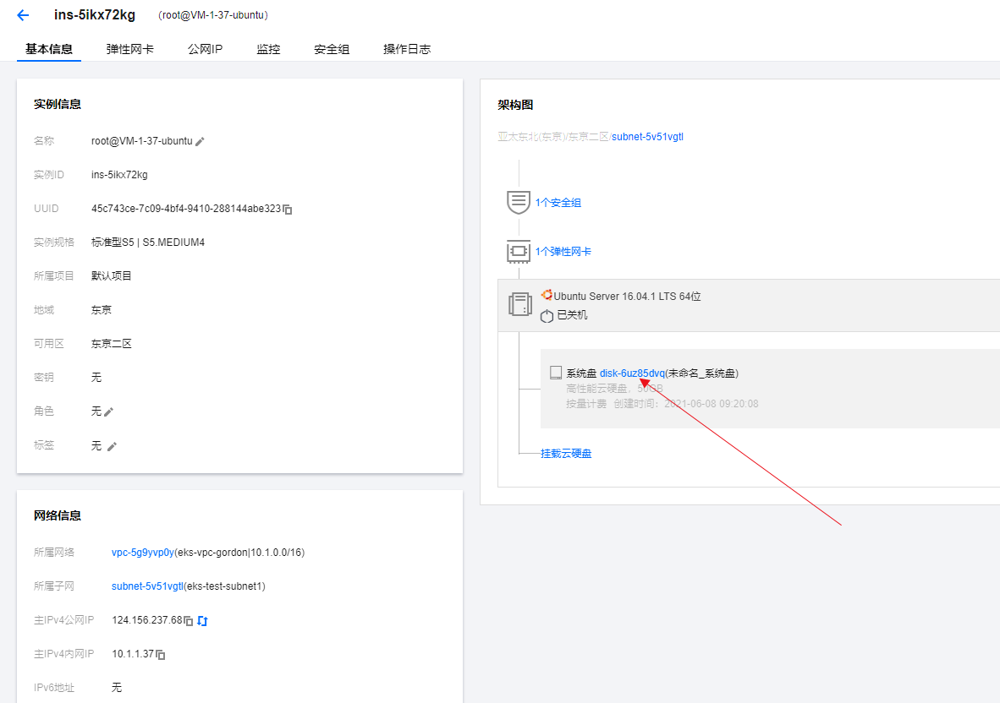 ins-5ikx72kg （root@VM-1-37-ubuntu）
基本信息 弹性网卡 公网IP 监控 安全组 操作日志
实例信息
名称 root@VM-1-37-ubuntu
实例ID ins-5ikx72kg
UUID 45c743ce-7c09-4bf4-9410-288144abe323
实例规格 标准型S5 | S5.MEDIUM4
所属项目 默认项目
地域 东京
可用区 东京二区
密钥 无
角色 无
标签 无
网络信息
所属网络 vpc-5g9yvp0y(eks-vpc-gordon|10.1.0.0/16)
所属子网 subnet-5v51vgtl(eks-test-subnet1)
主IPv4公网IP 124.156.237.68
主IPv4内网IP 10.1.1.37
IPv6地址 无
架构图
亚太东北(东京)/东京二区/subnet-5v51vgtl
1个安全组
1个弹性网卡
Ubuntu Server 16.04.1 LTS 64位
已关机
系统盘 disk-6uz85dvq(未命名_系统盘)
高性能云硬盘，50GB
按量计费 创建时间：2021-06-08 09:20:08
挂载云硬盘